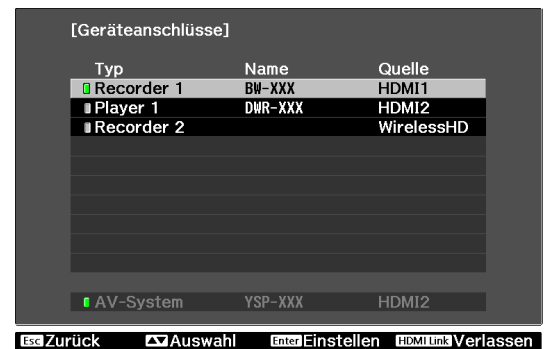 [Geräteanschlüsse]
Typ Name Quelle
Recorder 1 BW-XXX HDMI1
Player 1 DWR-XXX HDMI2
Recorder 2 WirelessHD
AV-System YSP-XXX HDMI2
Esc Zurück Auswahl Enter Einstellen HDMI Link Verlassen